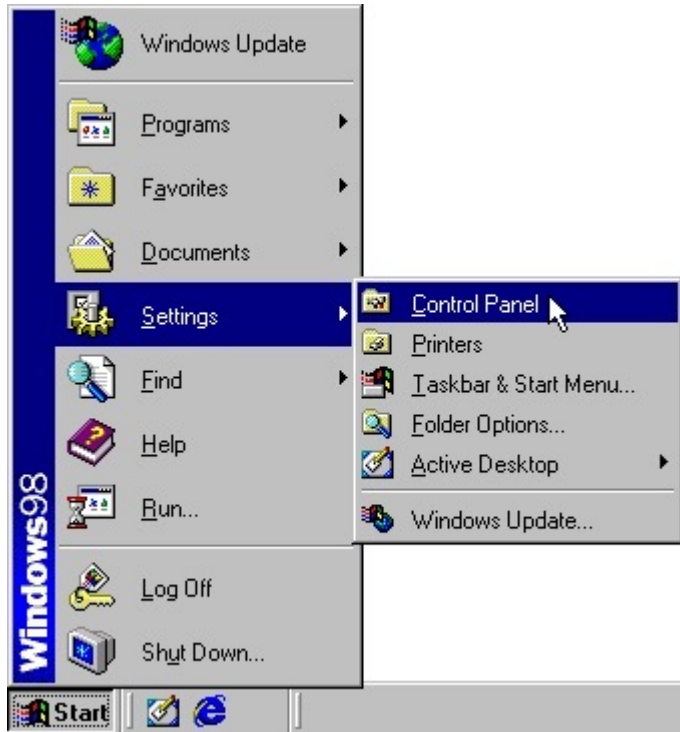 Windows Update
Programs
Favorites
Documents
Settings
Find
Help
Run...
Log Off
Shut Down...
Windows98
Control Panel
Printers
Taskbar & Start Menu...
Folder Options...
Active Desktop
Windows Update...
Start